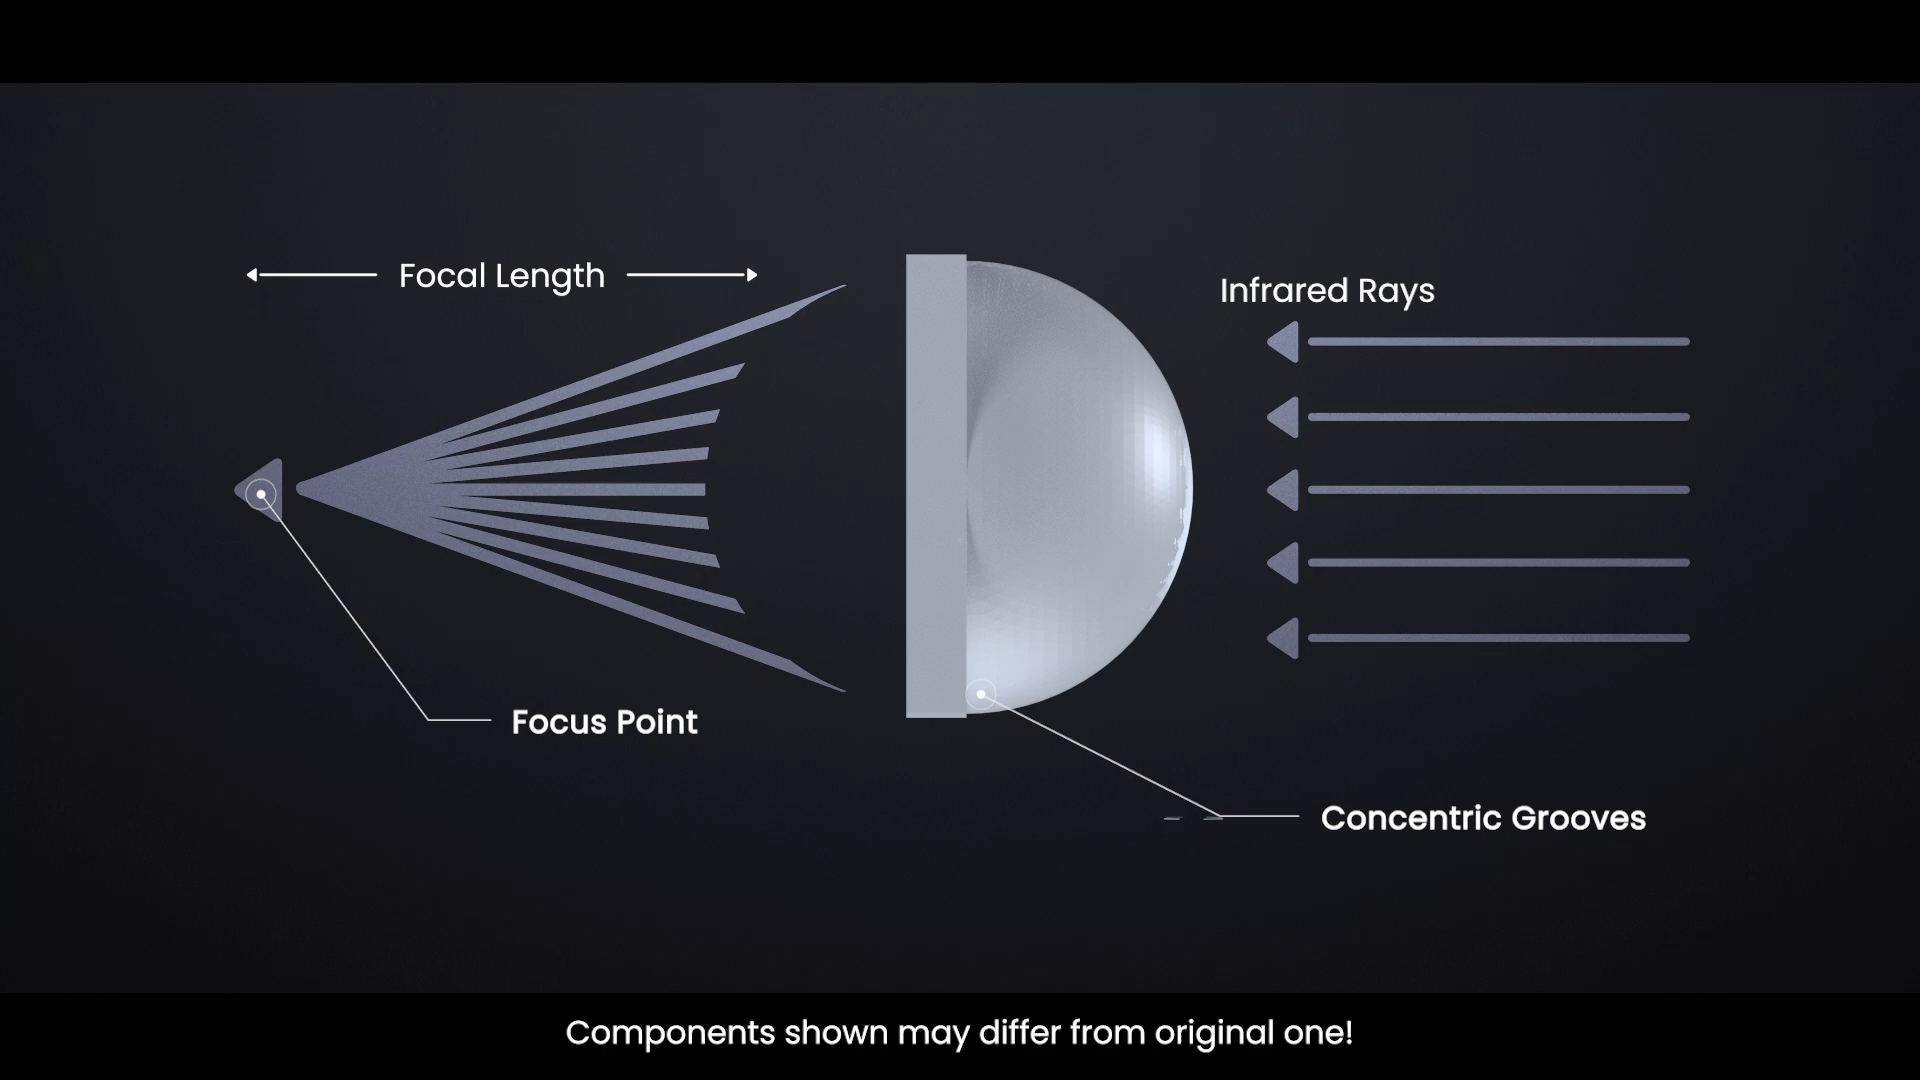 Focal Length
Infrared Rays
Focus Point
Concentric Grooves
Components shown may differ from original one!